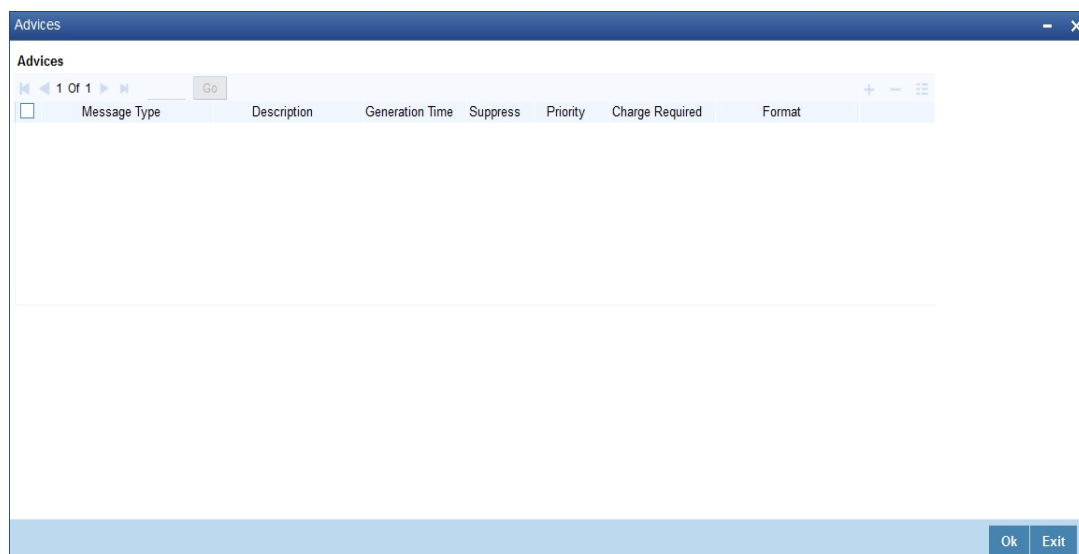 Advices
Advices
1 Of 1 Go
Message Type Description Generation Time Suppress Priority Charge Required Format
Ok Exit